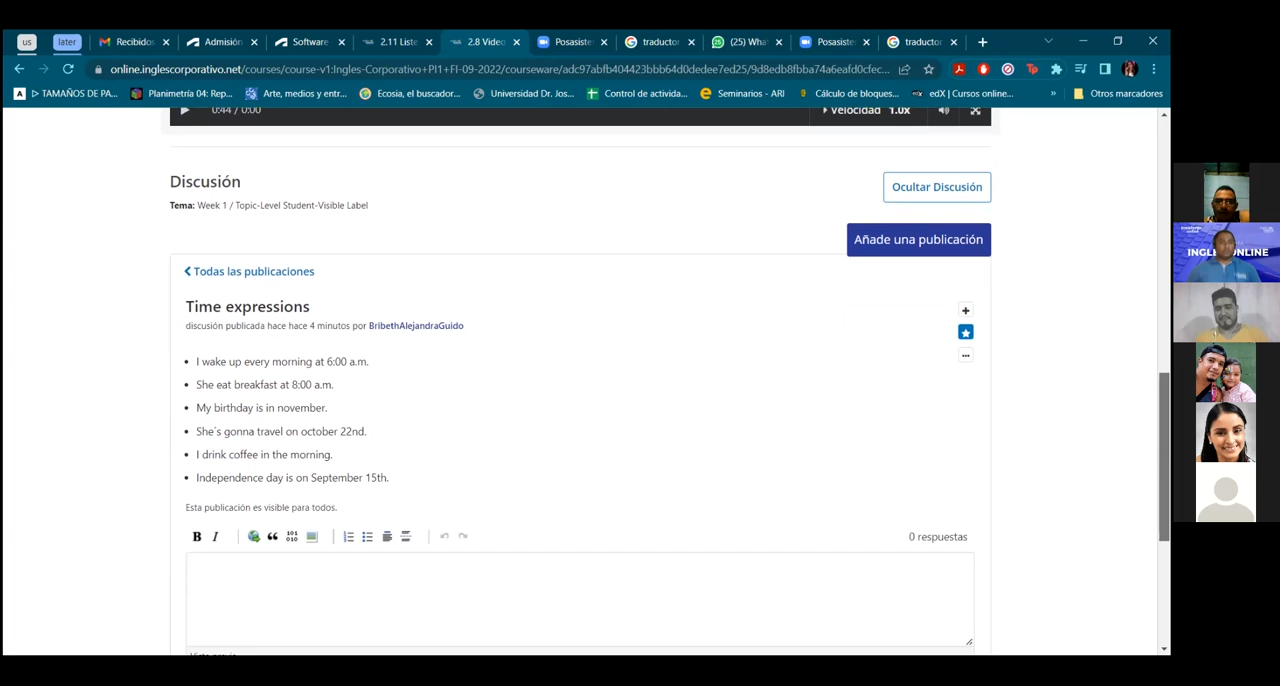 us
later
Recibidos
Admisión
Software
2.11 Liste
2.8 Video
Posasiste
traductor
(25) Wha
Posasiste
traductor
online.inglescorporativo.net/courses/course-v1:Ingles-Corporativo+PI1+FI-09-2022/courseware/adc97abfb404423bbb64d0dedee7ed25/9d8edb8fbba74a6eafd0cfec...
▷ TAMAÑOS DE PA...
Planimetría 04: Rep...
Arte, medios y entr...
Ecosia, el buscador...
Universidad Dr. Jos...
Control de activida...
Seminarios - ARI
Cálculo de bloques...
edX | Cursos online...
»
Otros marcadores
0:44 / 0:00
Velocidad 1.0x
Discusión
Ocultar Discusión
Tema: Week 1 / Topic-Level Student-Visible Label
Añade una publicación
Todas las publicaciones
Time expressions
discusión publicada hace hace 4 minutos por BribethAlejandraGuido
• I wake up every morning at 6:00 a.m.
• She eat breakfast at 8:00 a.m.
• My birthday is in november.
• She´s gonna travel on october 22nd.
• I drink coffee in the morning.
• Independence day is on September 15th.
Esta publicación es visible para todos.
B I
0 respuestas
Vista previa
INGL ONLINE